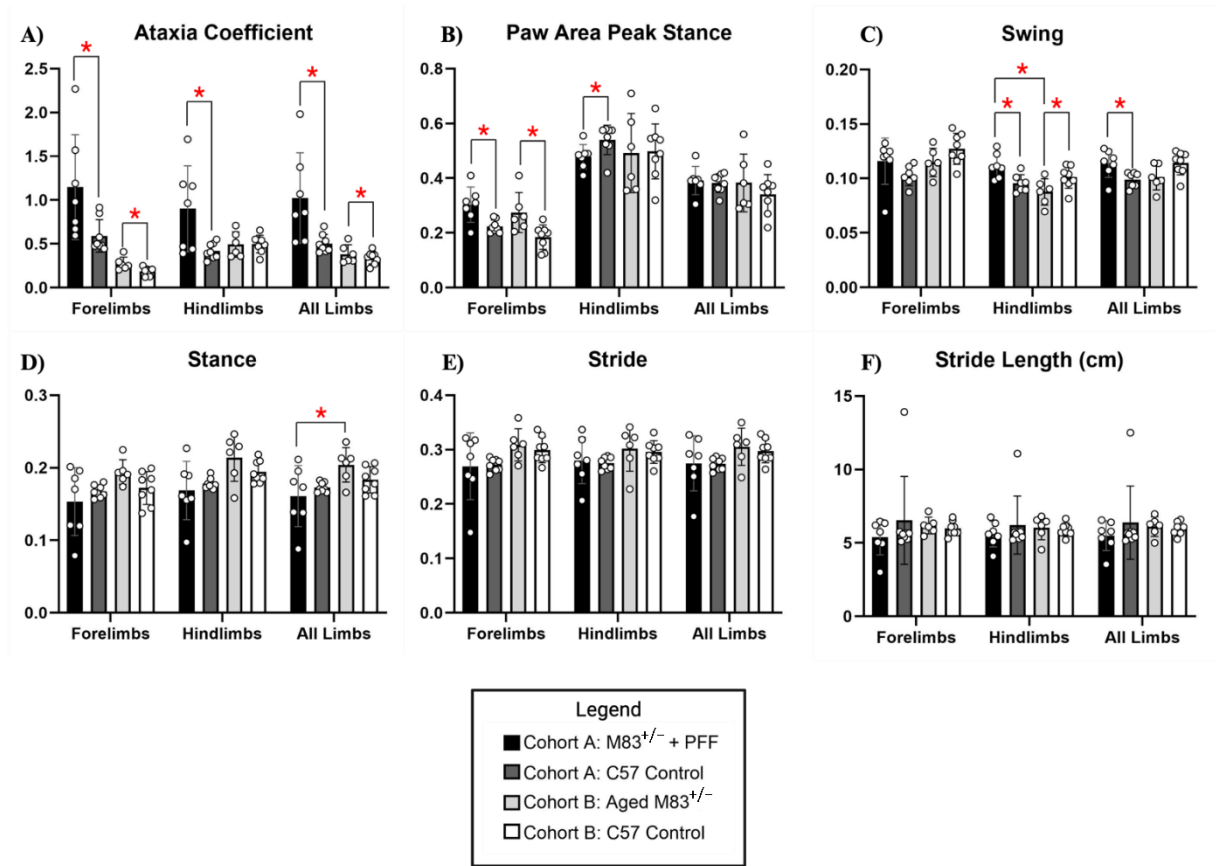 A) Ataxia Coefficient
2.5
2.0
1.5
1.0
0.5
0.0
* * * * *
Forelimbs Hindlimbs All Limbs
B) Paw Area Peak Stance
0.8
0.6
0.4
0.2
0.0
* * *
Forelimbs Hindlimbs All Limbs
C) Swing
0.20
0.15
0.10
0.05
0.00
* * * *
Forelimbs Hindlimbs All Limbs
D) Stance
0.3
0.2
0.1
0.0
*
Forelimbs Hindlimbs All Limbs
E) Stride
0.4
0.3
0.2
0.1
0.0
Forelimbs Hindlimbs All Limbs
F) Stride Length (cm)
15
10
5
0
Forelimbs Hindlimbs All Limbs
Legend
Cohort A: M83+/− + PFF
Cohort A: C57 Control
Cohort B: Aged M83+/−
Cohort B: C57 Control